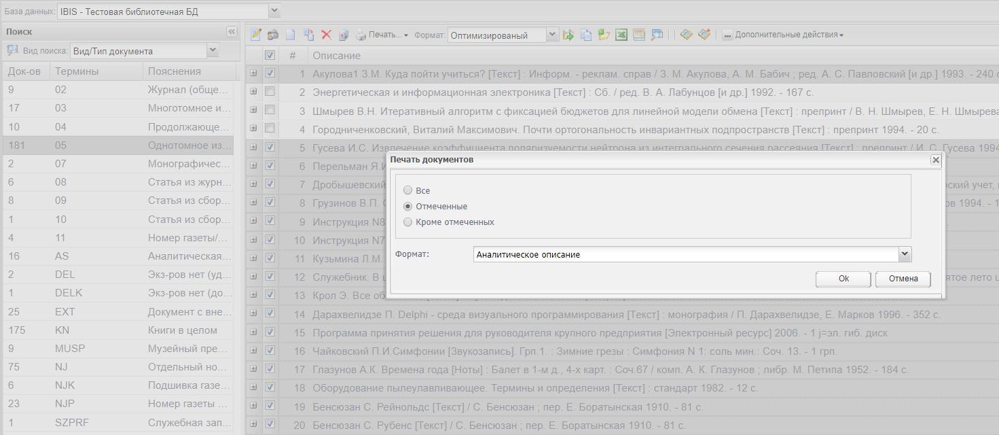 База данных: IBIS - Тестовая библиотечная БД
Поиск
Вид поиска: Вид/Тип документа
Док-ов Термины Пояснения
9 02 Журнал (обще...
17 03 Многотомное и...
10 04 Продолжающе...
181 05 Однотомное из...
2 07 Монографичес...
6 08 Статья из журн...
8 09 Статья из сбор...
1 10 Статья из сбор...
4 11 Номер газеты/...
16 AS Аналитическая...
2 DEL Экз-ров нет (уд...
1 DELK Экз-ров нет (до...
25 EXT Документ с вне...
175 KN Книги в целом
9 MUSP Музейный пре...
75 NJ Отдельный но...
6 NJK Подшивка газе...
23 NJP Номер газеты ...
1 SZPRF Служебная зап...
Печать... Формат: Оптимизированый Дополнительные действия
# Описание
1 Акулова1 З.М. Куда пойти учиться? [Текст] : Информ. - реклам. справ / З. М. Акулова, А. М. Бабич ; ред. А. С. Павловский [и др.] 1993. - 240 с
2 Энергетическая и информационная электроника [Текст] : Сб. / ред. В. А. Лабунцов [и др.] 1992. - 167 с.
3 Шмырев В.Н. Итеративный алгоритм с фиксацией бюджетов для линейной модели обмена [Текст] : препринт / В. Н. Шмырев, Е. Н. Шмырева
4 Городниченковский, Виталий Максимович. Почти ортогональность инвариантных подпространств [Текст] : препринт 1994. - 20 с.
5 Гусева И.С. Извлечение коэффициента поляризуемости нейтрона из интегрального сечения рассеяния [Текст] : препринт / И. С. Гусева 1994
6 Перельман Я.И
7 Дробышевский рский учет,
8 Грузинов В.П. С ов 1994. - 1
9 Инструкция N8
10 Инструкция N7
11 Кузьмина Л.М.
12 Служебник. В ц ятое лето ц
13 Крол Э. Все об
14 Дарахвелидзе П. Delphi - среда визуального программирования [Текст] : монография / П. Дарахвелидзе, Е. Марков 1996. - 352 с.
15 Программа принятия решения для руководителя крупного предприятия [Электронный ресурс] 2006. - 1 j=эл. гиб. диск
16 Чайковский П.И.Симфонии [Звукозапись]. Грп.1. : Зимние грезы : Симфония N 1: соль мин.: Соч. 13. - 1 грп.
17 Глазунов А.К. Времена года [Ноты] : Балет в 1-м д., 4-х карт. : Соч.67 / комп. А. К. Глазунов ; либр. М. Петипа 1952. - 184 с.
18 Оборудование пылеулавливающее. Термины и определения [Текст] : стандарт 1982. - 12 с.
19 Бенсюзан С. Рейнольдс [Текст] / С. Бенсюзан ; пер. Е. Боратынская 1910. - 81 с.
20 Бенсюзан С. Рубенс [Текст] / С. Бенсюзан ; пер. Е. Боратынская 1910. - 81 с.
Печать документов
Все
Отмеченные
Кроме отмеченных
Формат: Аналитическое описание
Ok Отмена